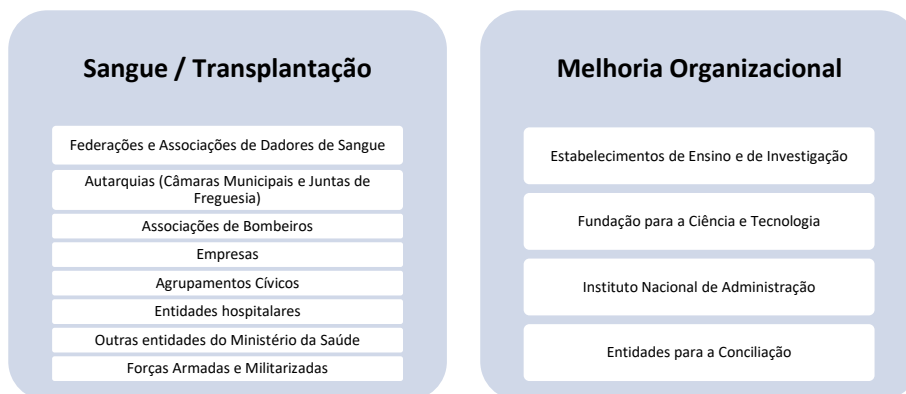 Sangue / Transplantação
Federações e Associações de Dadores de Sangue
Autarquias (Câmaras Municipais e Juntas de
Freguesia)
Associações de Bombeiros
Empresas
Agrupamentos Cívicos
Entidades hospitalares
Outras entidades do Ministério da Saúde
Forças Armadas e Militarizadas
Melhoria Organizacional
Estabelecimentos de Ensino e de Investigação
Fundação para a Ciência e Tecnologia
Instituto Nacional de Administração
Entidades para a Conciliação